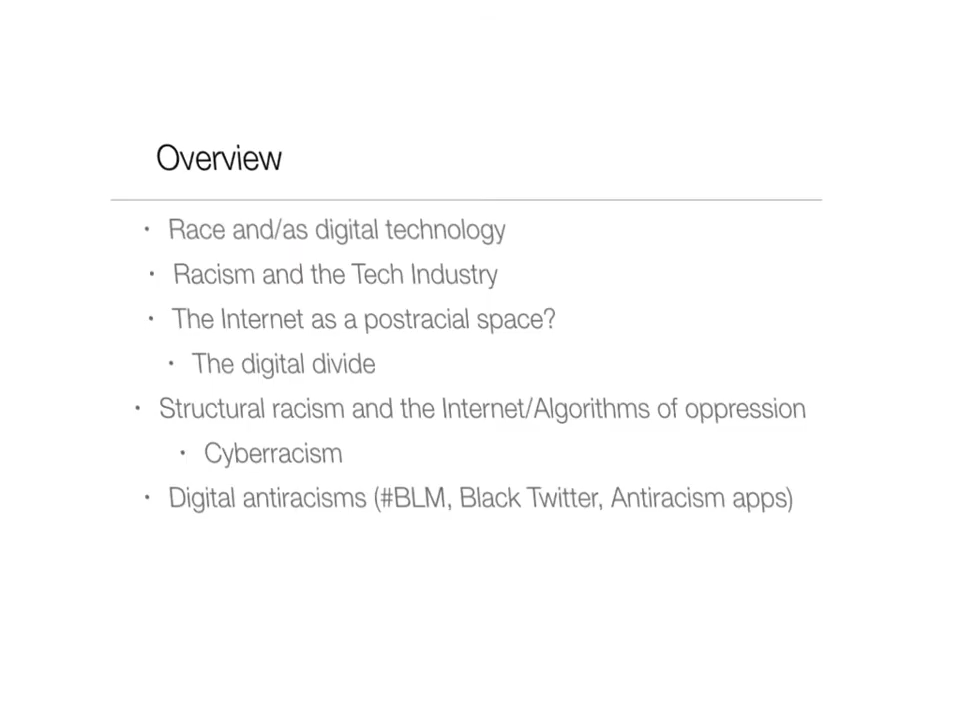 Overview
· Race and/as digital technology
· Racism and the Tech Industry
· The Internet as a postracial space?
· The digital divide
· Structural racism and the Internet/Algorithms of oppression
· Cyberracism
· Digital antiracisms (#BLM, Black Twitter, Antiracism apps)